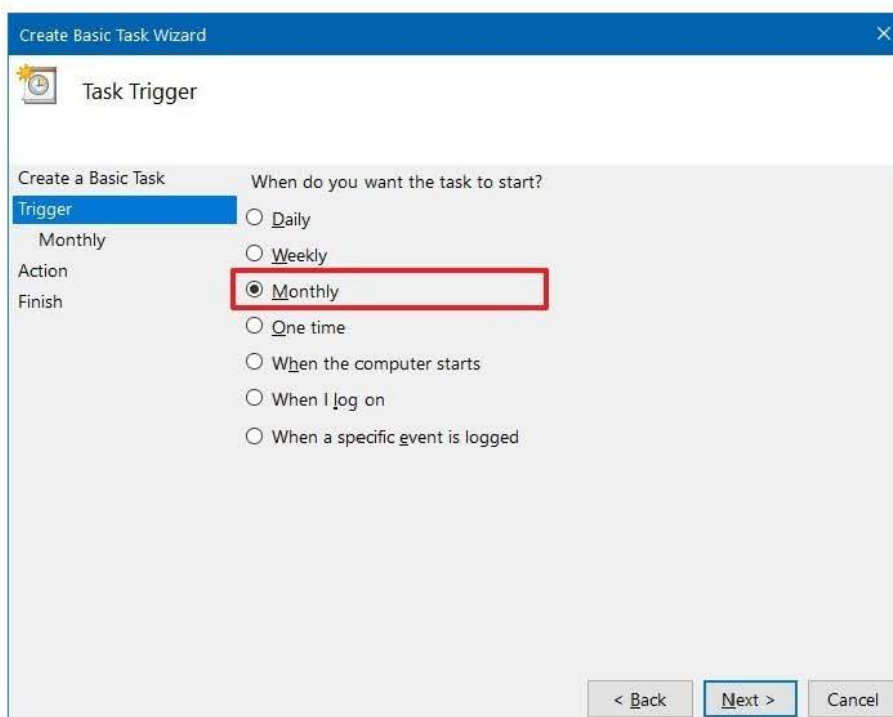 Create Basic Task Wizard
Task Trigger
Create a Basic Task
Trigger
Monthly
Action
Finish
When do you want the task to start?
Daily
Weekly
Monthly
One time
When the computer starts
When I log on
When a specific event is logged
< Back
Next >
Cancel